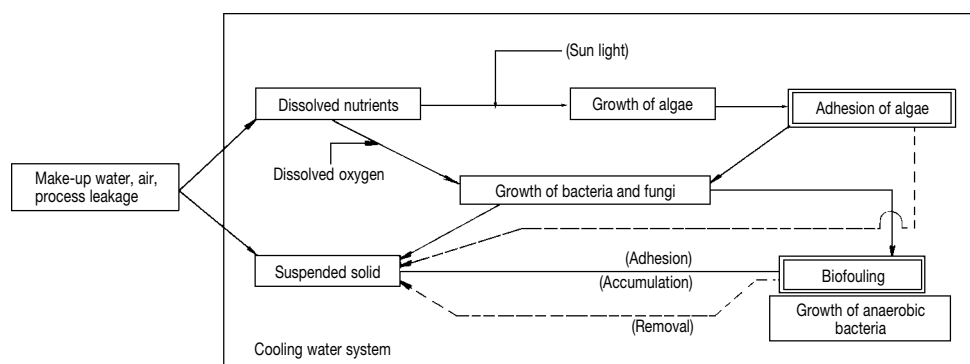 (Sun light)
Dissolved nutrients
Growth of algae
Adhesion of algae
Dissolved oxygen
Make-up water, air,
process leakage
Growth of bacteria and fungi
Suspended solid
(Adhesion)
(Accumulation)
Biofouling
Growth of anaerobic
bacteria
(Removal)
Cooling water system